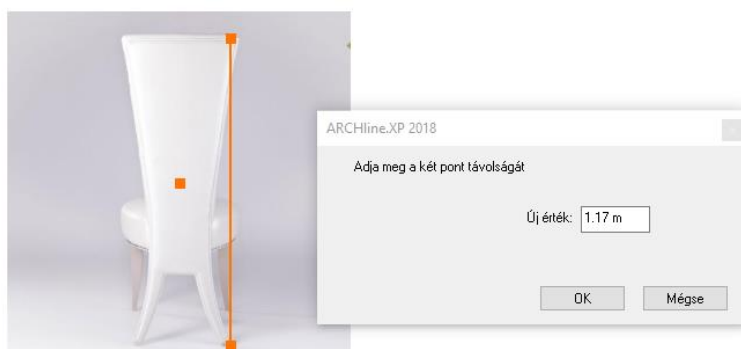 ARCHline.XP 2018
Adja meg a két pont távolságát
Új érték: 1.17 m
OK Mégse